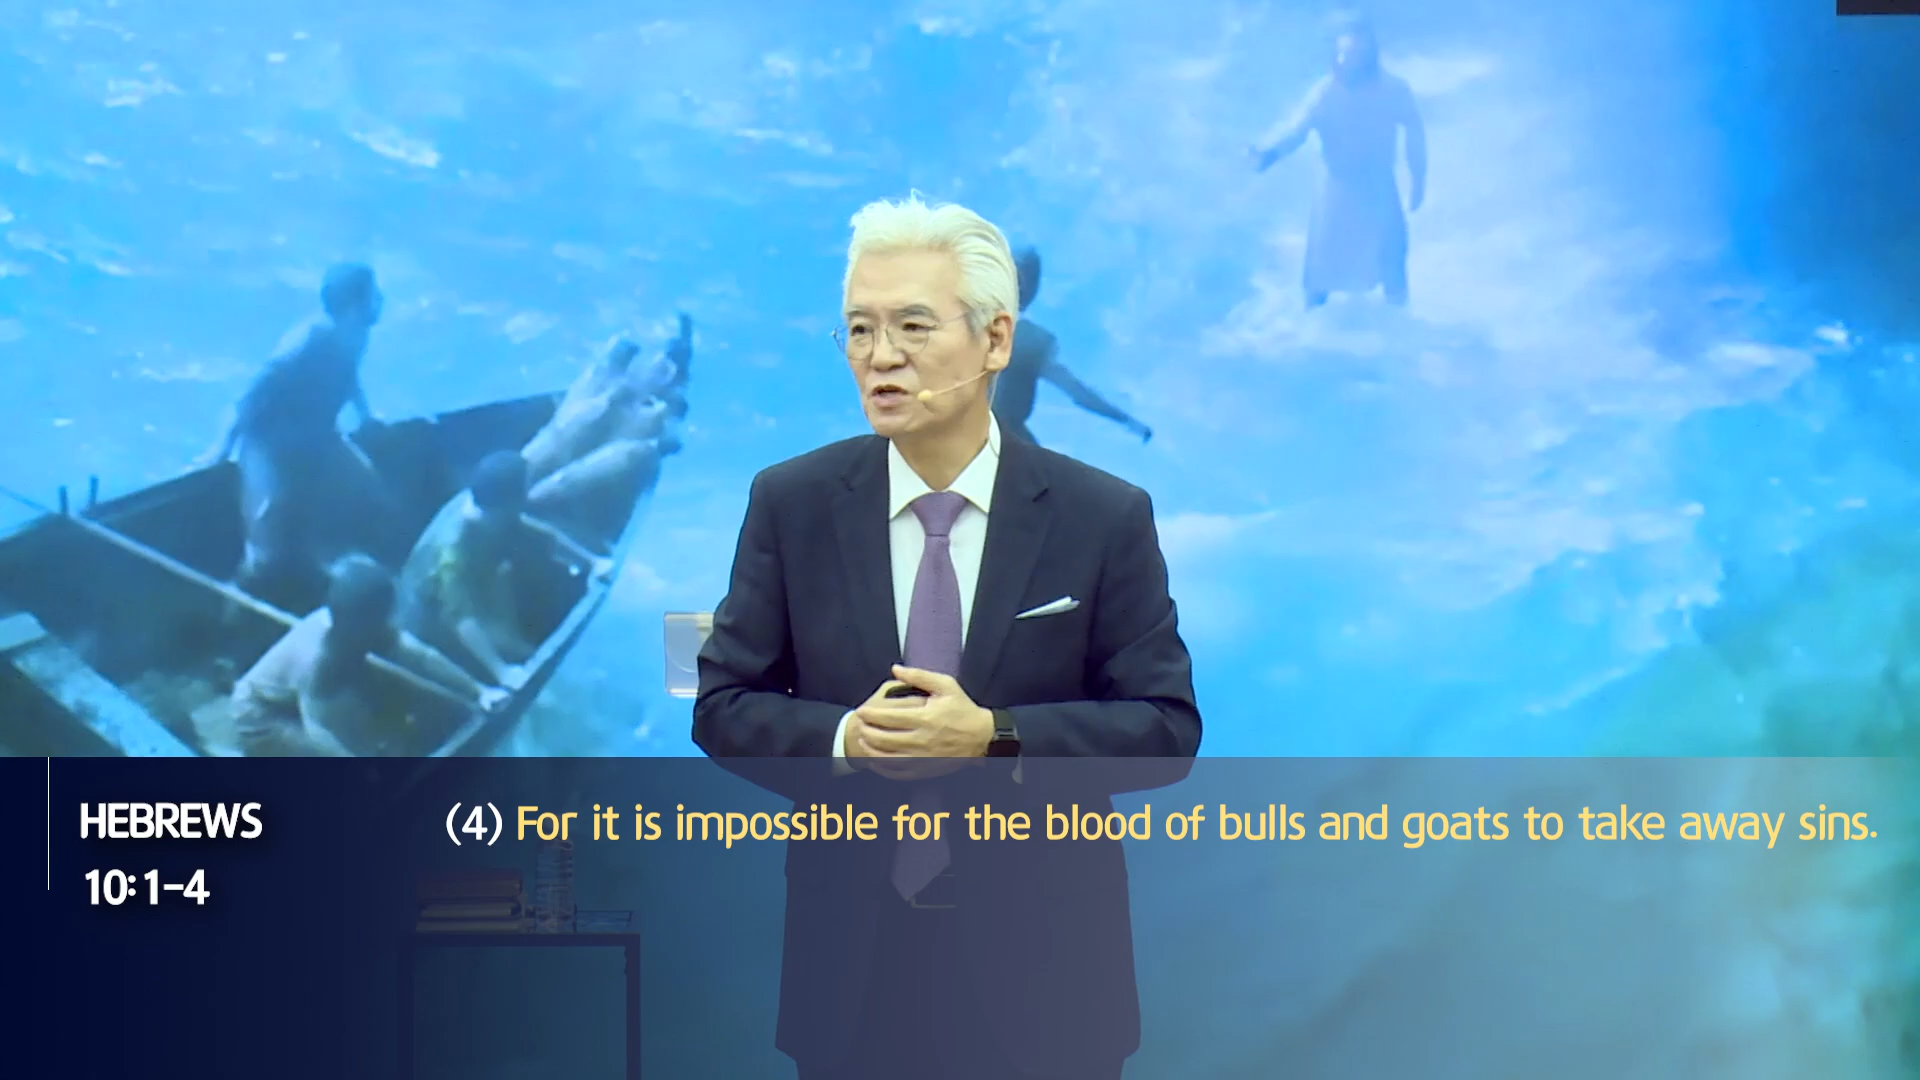 HEBREWS
10:1-4
(4) For it is impossible for the blood of bulls and goats to take away sins.